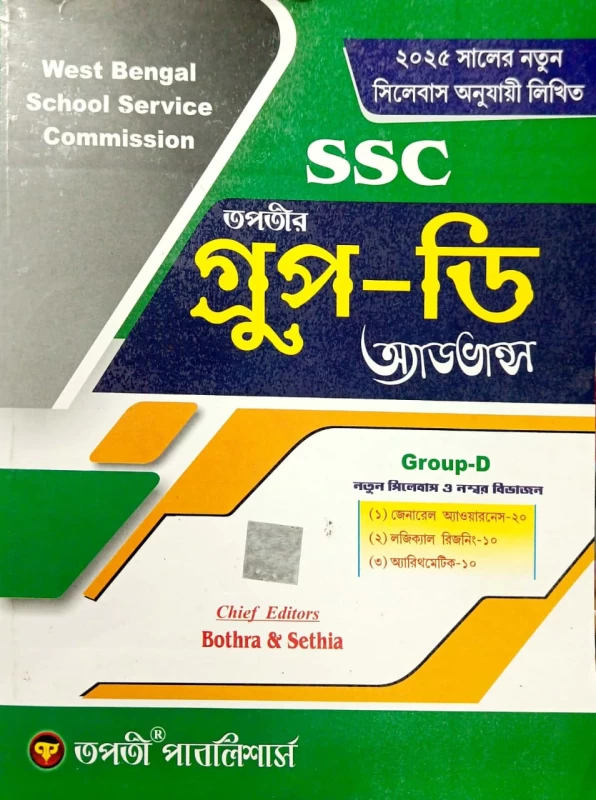 West Bengal
School Service
Commission
২০২৫ সালের নতুন
সিলেবাস অনুযায়ী লিখিত
SSC
তপতীর
গ্রুপ-ডি
অ্যাডভান্স
Group-D
নতুন সিলেবাস ও নম্বর বিভাজন
(১) জেনারেল অ্যাওয়ারনেস-২০
(২) লজিক্যাল রিজনিং-১০
(৩) অ্যারিথমেটিক-১০
Chief Editors
Bothra & Sethia
তপতী® পাবলিশার্স